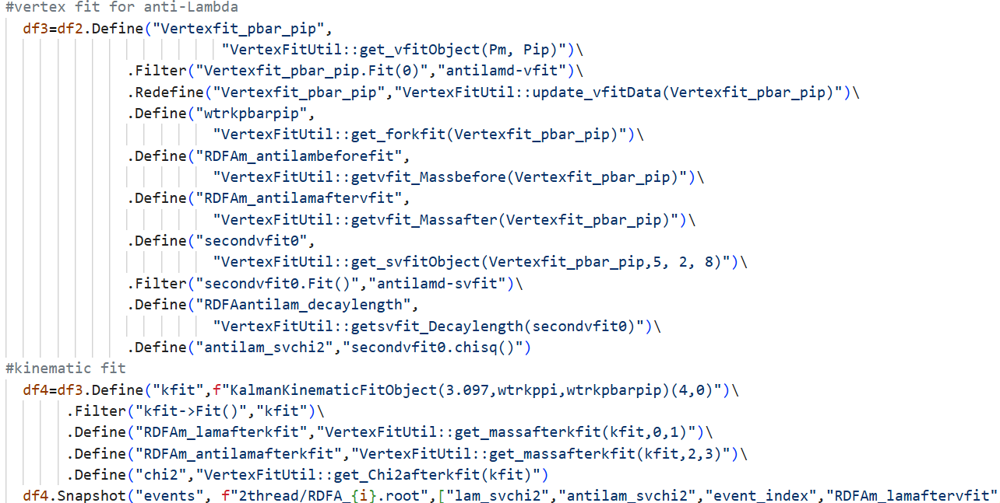 #vertex fit for anti-Lambda
df3=df2.Define("Vertexfit_pbar_pip",
"VertexFitUtil::get_vfitObject(Pm, Pip)")\
.Filter("Vertexfit_pbar_pip.Fit(0)","antilamd-vfit")\
.Redefine("Vertexfit_pbar_pip","VertexFitUtil::update_vfitData(Vertexfit_pbar_pip)")\
.Define("wtrkpbarpip",
"VertexFitUtil::get_forkfit(Vertexfit_pbar_pip)")\
.Define("RDFAm_antilambeforefit",
"VertexFitUtil::getvfit_Massbefore(Vertexfit_pbar_pip)")\
.Define("RDFAm_antilamaftervfit",
"VertexFitUtil::getvfit_Massafter(Vertexfit_pbar_pip)")\
.Define("secondvfit0",
"VertexFitUtil::get_svfitObject(Vertexfit_pbar_pip,5, 2, 8)")\
.Filter("secondvfit0.Fit()","antilamd-svfit")\
.Define("RDFAantilam_decaylength",
"VertexFitUtil::getsvfit_Decaylength(secondvfit0)")\
.Define("antilam_svchi2","secondvfit0.chisq()")
#kinematic fit
df4=df3.Define("kfit",f"KalmanKinematicFitObject(3.097,wtrkppi,wtrkpbarpip)(4,0)")\
.Filter("kfit->Fit()","kfit")\
.Define("RDFAm_lamafterkfit","VertexFitUtil::get_massafterkfit(kfit,0,1)")\
.Define("RDFAm_antilamafterkfit","VertexFitUtil::get_massafterkfit(kfit,2,3)")\
.Define("chi2","VertexFitUtil::get_Chi2afterkfit(kfit)")
df4.Snapshot("events", f"2thread/RDFA_{i}.root",["lam_svchi2","antilam_svchi2","event_index","RDFAm_lamaftervfit"